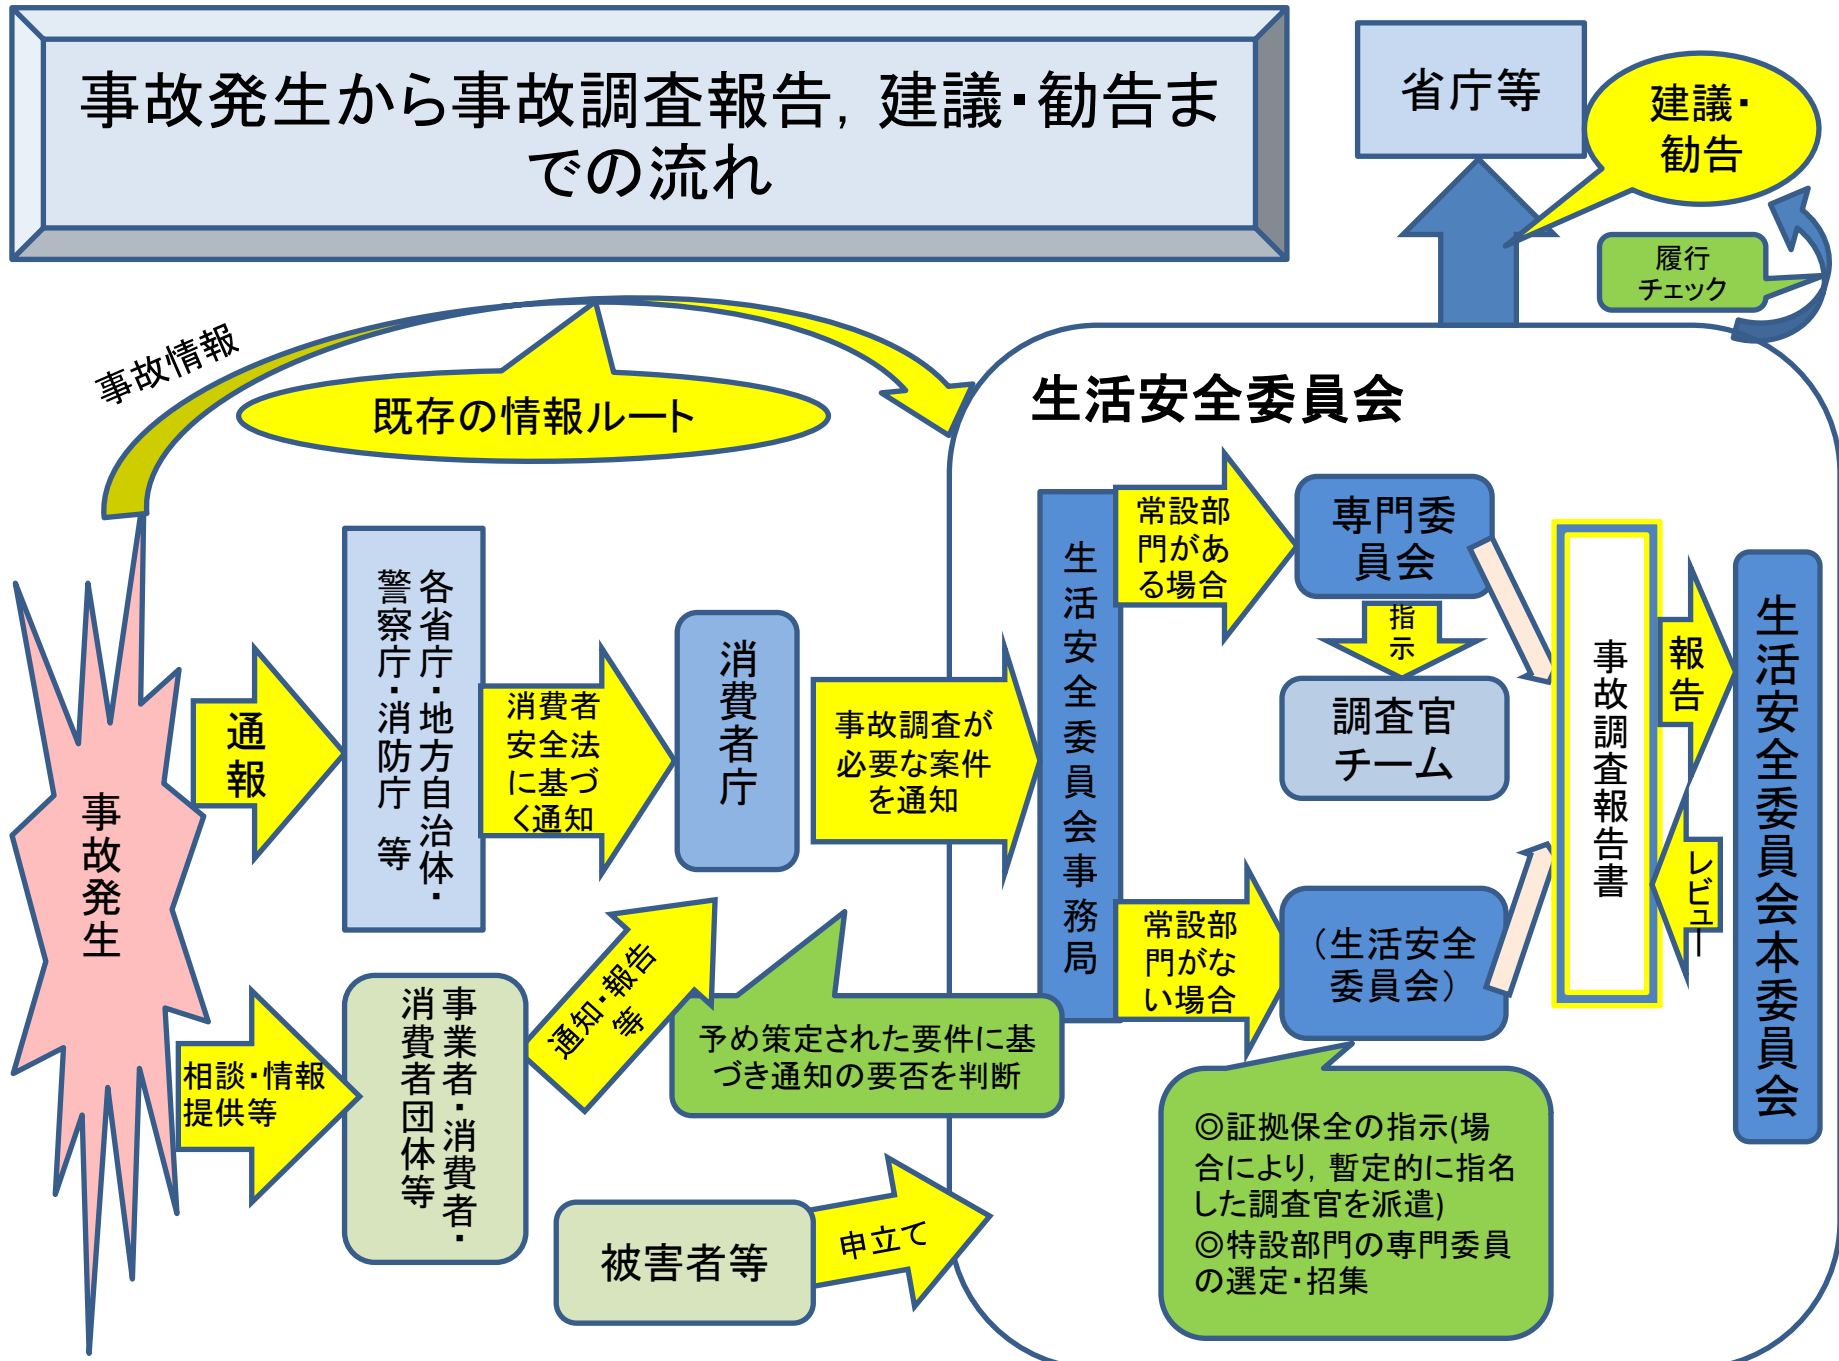 事故発生から事故調査報告，建議・勧告ま
での流れ
省庁等
建議・
勧告
履行
チェック
事故情報
既存の情報ルート
生活安全委員会
事故発生
通
報
各省庁・地方自治体・
警察庁・消防庁 等
消費者
安全法
に基づ
く通知
消費者庁
事故調査が
必要な案件
を通知
生活安全委員会事務局
常設部
門があ
る場合
専門委
員会
指
示
調査官
チーム
事故調査報告書
報
告
レビュー
生活安全委員会本委員会
常設部
門がな
い場合
（生活安全
委員会）
相談・情報
提供等
事業者・消費者・
消費者団体等
通知・報告
等
予め策定された要件に基
づき通知の要否を判断
被害者等
申立て
◎証拠保全の指示(場
合により，暫定的に指名
した調査官を派遣)
◎特設部門の専門委員
の選定・招集